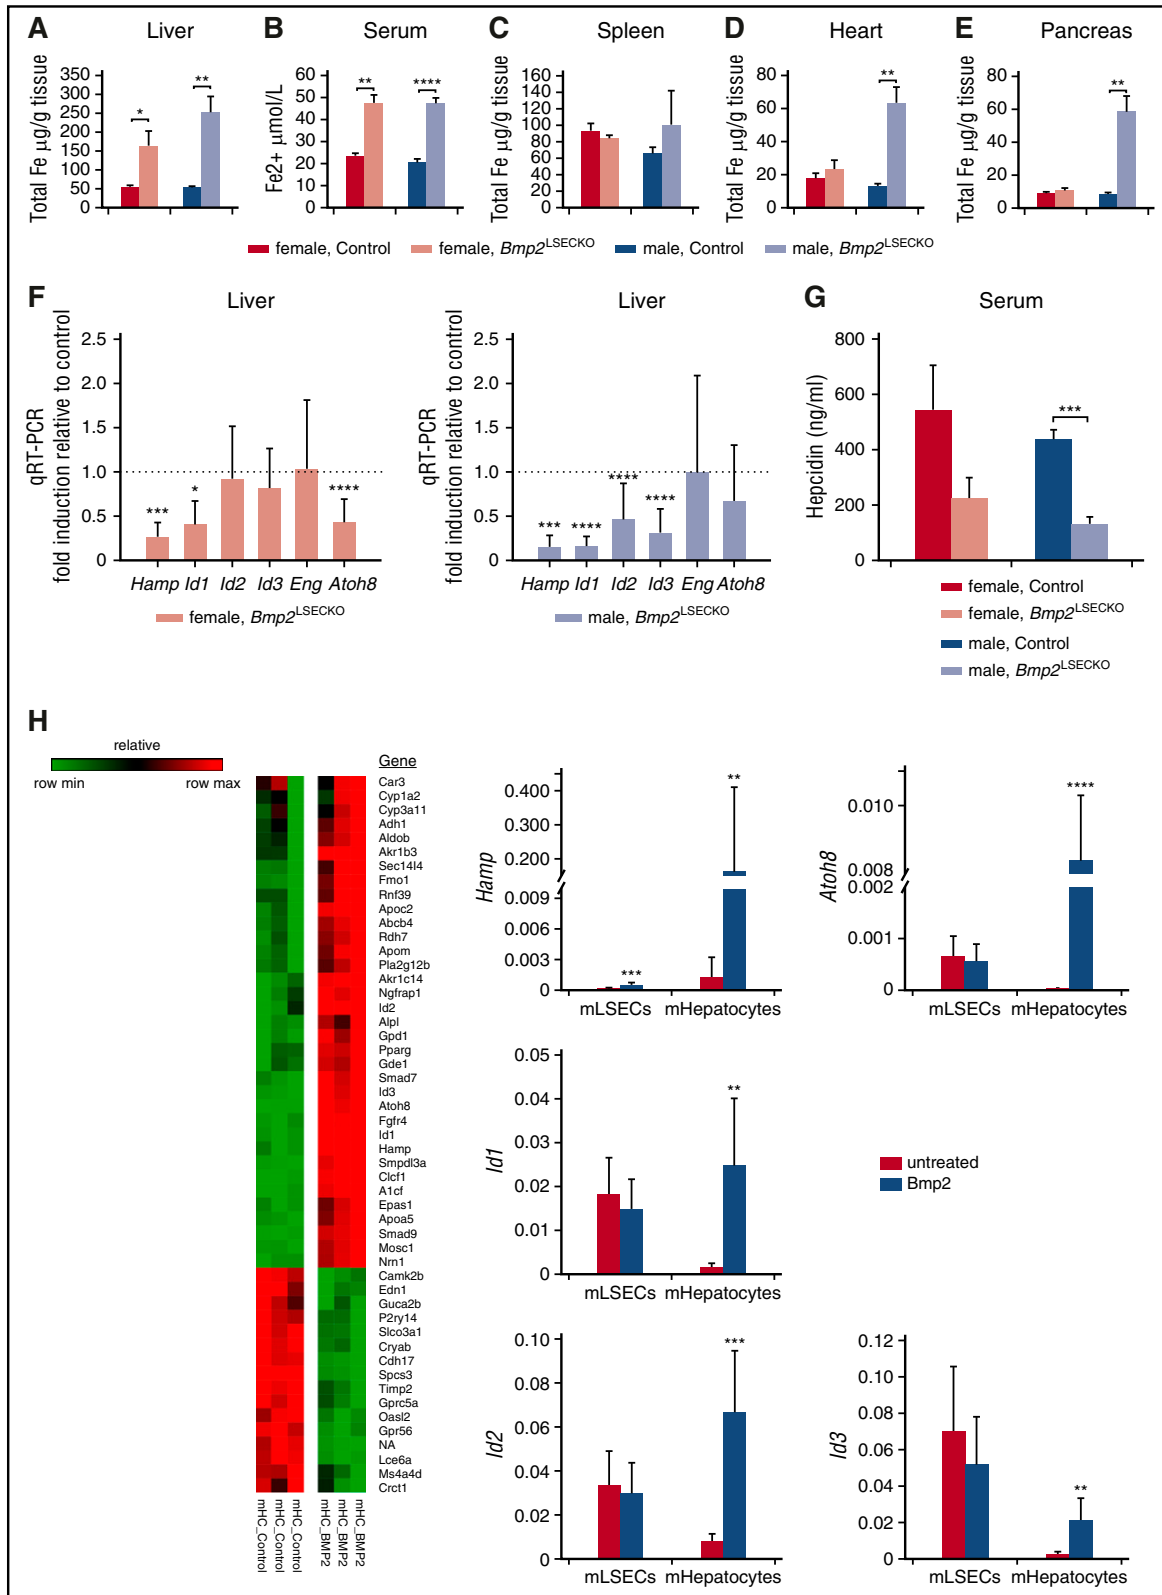 A Liver
Total Fe µg/g tissue
350
300
250
200
150
100
50
0
*
**
B Serum
Fe2+ µmol/L
60
50
40
30
20
10
0
**
****
C Spleen
Total Fe µg/g tissue
160
140
120
100
80
60
40
20
0
D Heart
Total Fe µg/g tissue
80
60
40
20
0
**
E Pancreas
Total Fe µg/g tissue
80
60
40
20
0
**
female, Control female, Bmp2LSECKO male, Control male, Bmp2LSECKO
F Liver
qRT-PCR
fold induction relative to control
2.5
2.0
1.5
1.0
0.5
0
*** * ****
Hamp Id1 Id2 Id3 Eng Atoh8
female, Bmp2LSECKO
Liver
qRT-PCR
fold induction relative to control
2.5
2.0
1.5
1.0
0.5
0
*** **** **** ****
Hamp Id1 Id2 Id3 Eng Atoh8
male, Bmp2LSECKO
G Serum
Hepcidin (ng/ml)
800
600
400
200
0
***
female, Control
female, Bmp2LSECKO
male, Control
male, Bmp2LSECKO
H
relative
row min row max
Gene
Car3
Cyp1a2
Cyp3a11
Adh1
Aldob
Akr1b3
Sec14l4
Fmo1
Rnf39
Apoc2
Abcb4
Rdh7
Apom
Pla2g12b
Akr1c14
Ngfrap1
Id2
Alpl
Gpd1
Pparg
Gde1
Smad7
Id3
Atoh8
Fgfr4
Id1
Hamp
Smpdl3a
Clcf1
A1cf
Epas1
Apoa5
Smad9
Mosc1
Nrn1
Camk2b
Edn1
Guca2b
P2ry14
Slco3a1
Cryab
Cdh17
Spcs3
Timp2
Gprc5a
Oasl2
Gpr56
NA
Lce6a
Ms4a4d
Crct1
mHC_Control
mHC_Control
mHC_Control
mHC_BMP2
mHC_BMP2
mHC_BMP2
Hamp
0.400
0.300
0.200
0.009
0.006
0.003
0
***
**
mLSECs mHepatocytes
Atoh8
0.010
0.008
0.002
0.001
0
****
mLSECs mHepatocytes
Id1
0.05
0.04
0.03
0.02
0.01
0
**
mLSECs mHepatocytes
untreated
Bmp2
Id2
0.10
0.08
0.06
0.04
0.02
0
***
mLSECs mHepatocytes
Id3
0.12
0.10
0.08
0.06
0.04
0.02
0
**
mLSECs mHepatocytes